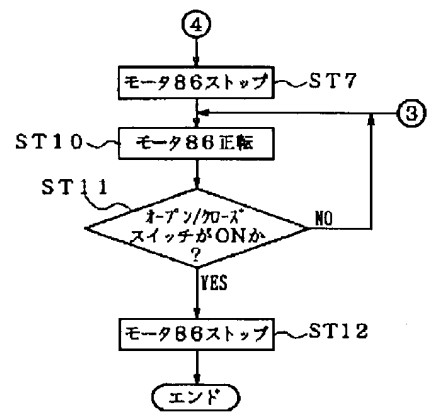 ④
モータ86ストップ
ST7
③
ST10
モータ86正転
ST11
オープン/クローズ
スイッチがONか
?
NO
YES
モータ86ストップ
ST12
エンド